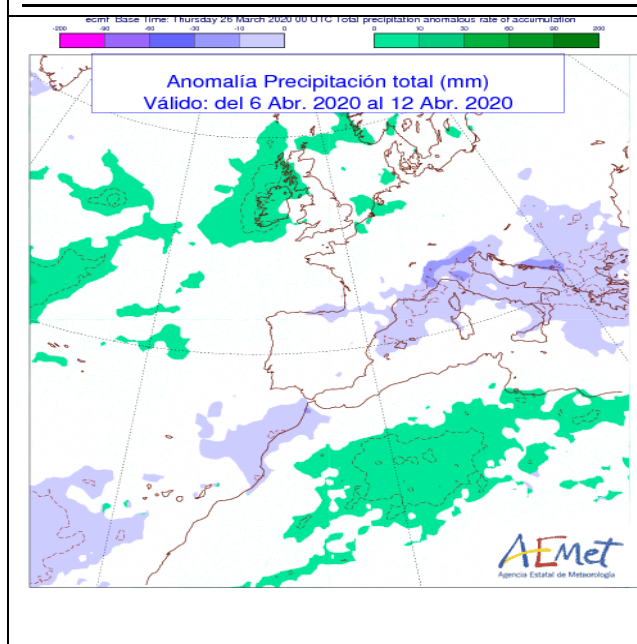 ecmf Base Time: Thursday 26 March 2020 00 UTC Total precipitation anomalous rate of accumulation
-200 -90 -60 -30 -10 0 0 10 30 60 90 200
Anomalía Precipitación total (mm)
Válido: del 6 Abr. 2020 al 12 Abr. 2020
AEMet
Agencia Estatal de Meteorología